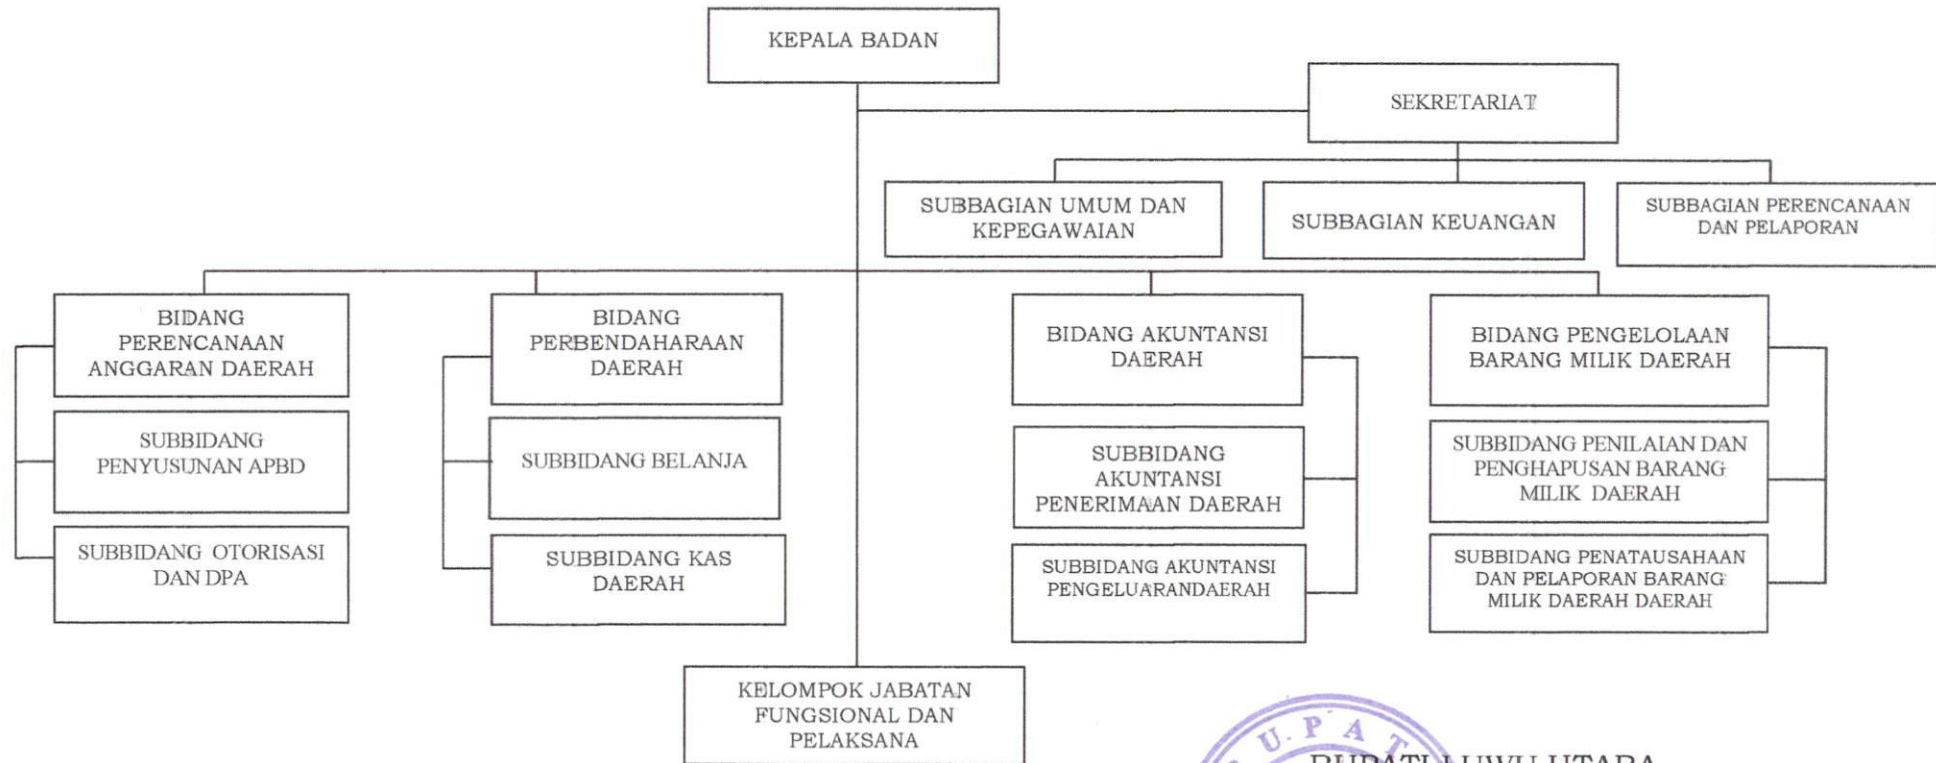 KEPALA BADAN
SEKRETARIAT
SUBBAGIAN UMUM DAN
KEPEGAWAIAN
SUBBAGIAN KEUANGAN
SUBBAGIAN PERENCANAAN
DAN PELAPORAN
BIDANG
PERENCANAAN
ANGGARAN DAERAH
SUBBIDANG
PENYUSUNAN APBD
SUBBIDANG OTORISASI
DAN DPA
BIDANG
PERBENDAHARAAN
DAERAH
SUBBIDANG BELANJA
SUBBIDANG KAS
DAERAH
BIDANG AKUNTANSI
DAERAH
SUBBIDANG
AKUNTANSI
PENERIMAAN DAERAH
SUBBIDANG AKUNTANSI
PENGELUARANDAERAH
BIDANG PENGELOLAAN
BARANG MILIK DAERAH
SUBBIDANG PENILAIAN DAN
PENGHAPUSAN BARANG
MILIK DAERAH
SUBBIDANG PENATAUSAHAAN
DAN PELAPORAN BARANG
MILIK DAERAH DAERAH
KELOMPOK JABATAN
FUNGSIONAL DAN
PELAKSANA
BUPATI LUWU UTARA